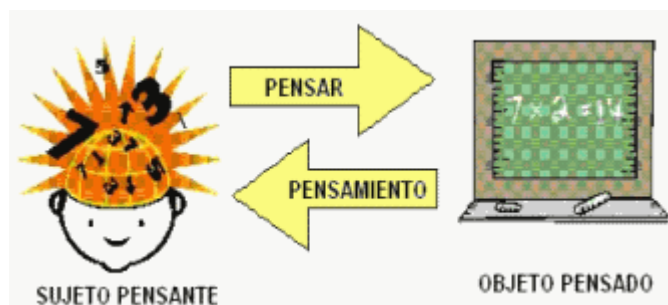 PENSAR
7 x 2 = 14
PENSAMIENTO
SUJETO PENSANTE
OBJETO PENSADO